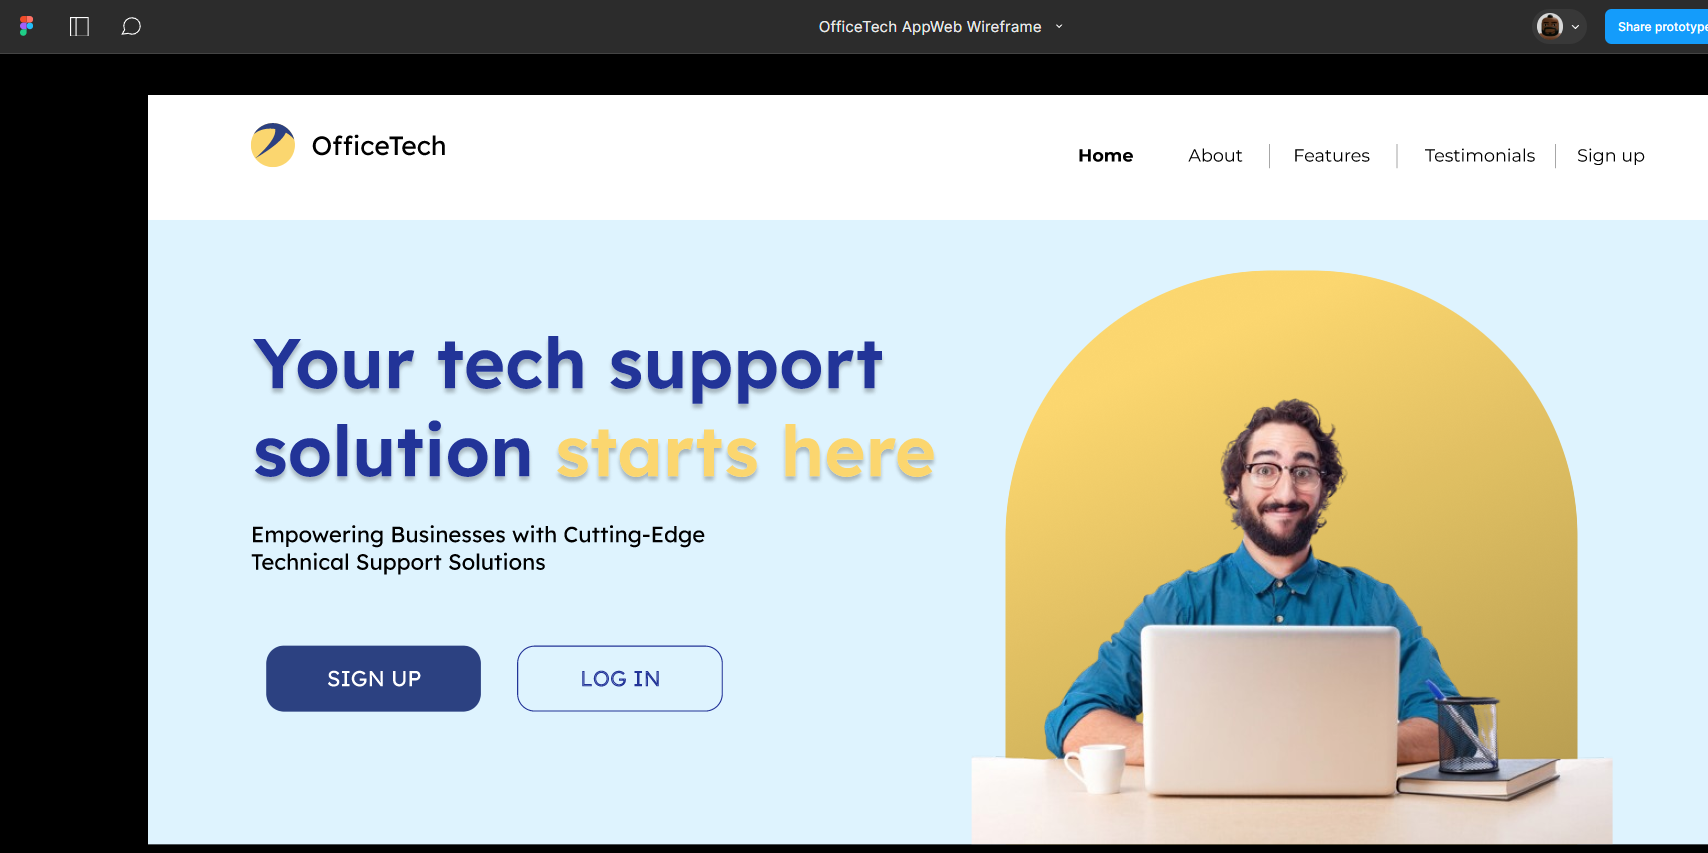 OfficeTech AppWeb Wireframe
Share prototype
OfficeTech
Home About Features Testimonials Sign up
Your tech support
solution starts here
Empowering Businesses with Cutting-Edge
Technical Support Solutions
SIGN UP LOG IN